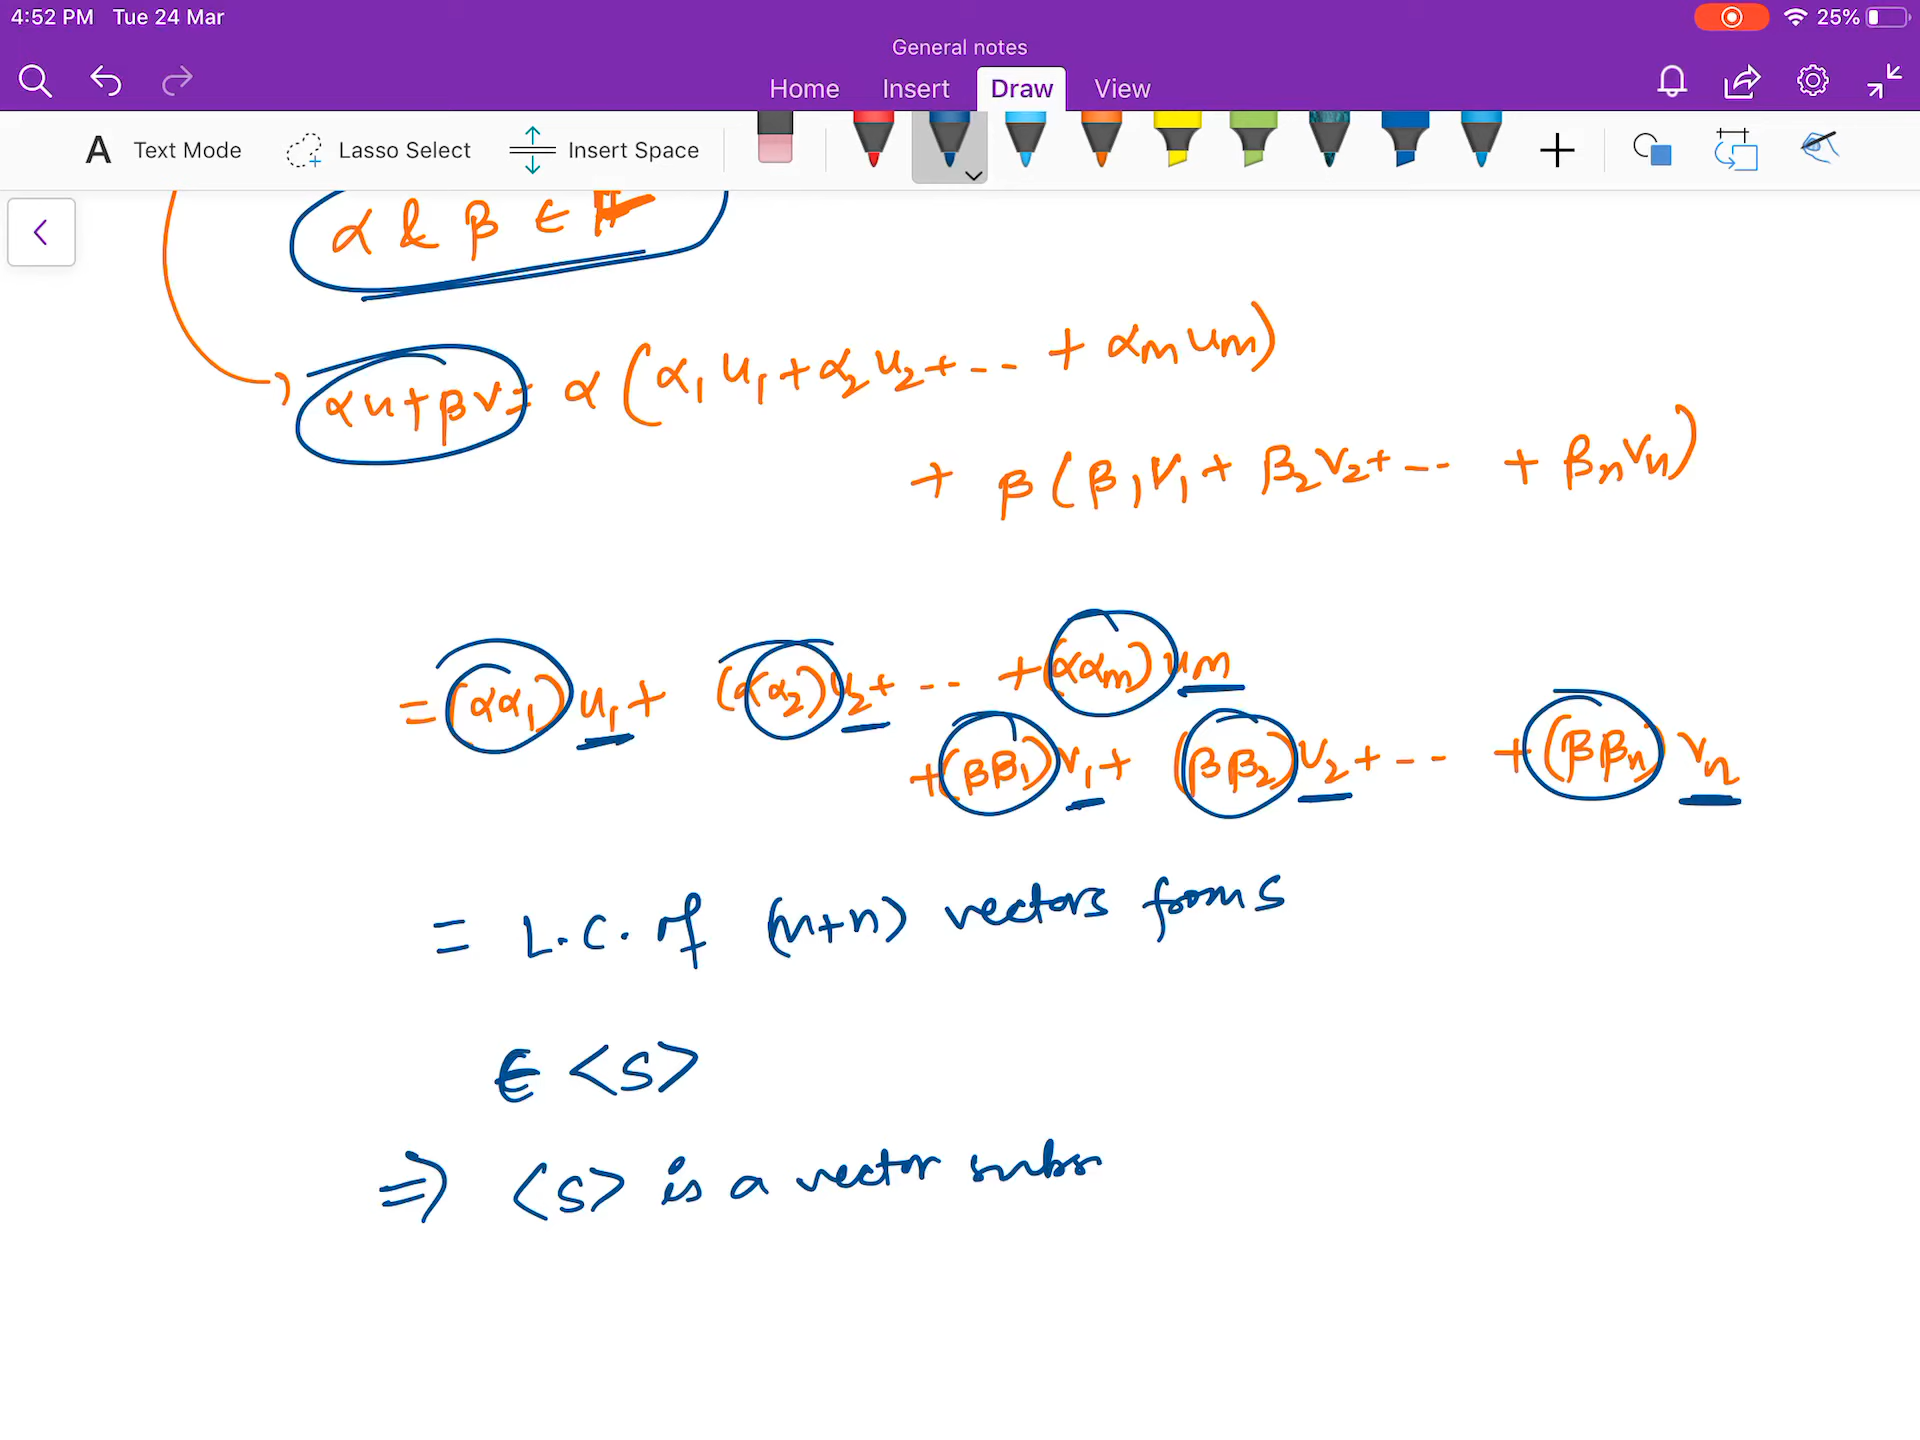 4:52 PM Tue 24 Mar
25%
General notes
Home Insert Draw View
A Text Mode Lasso Select Insert Space
α & β ∈ F
αu+βv = α(α₁u₁+α₂u₂+... + αₘuₘ)
+ β(β₁v₁+ β₂v₂+... + βₙvₙ)
= (αα₁)u₁+ (αα₂)u₂+ ... +(ααₘ)uₘ
+(ββ₁)v₁+ (ββ₂)v₂+... +(ββₙ)vₙ
= L.C. of (m+n) vectors from S
∈ <S>
⇒ <S> is a vector subs